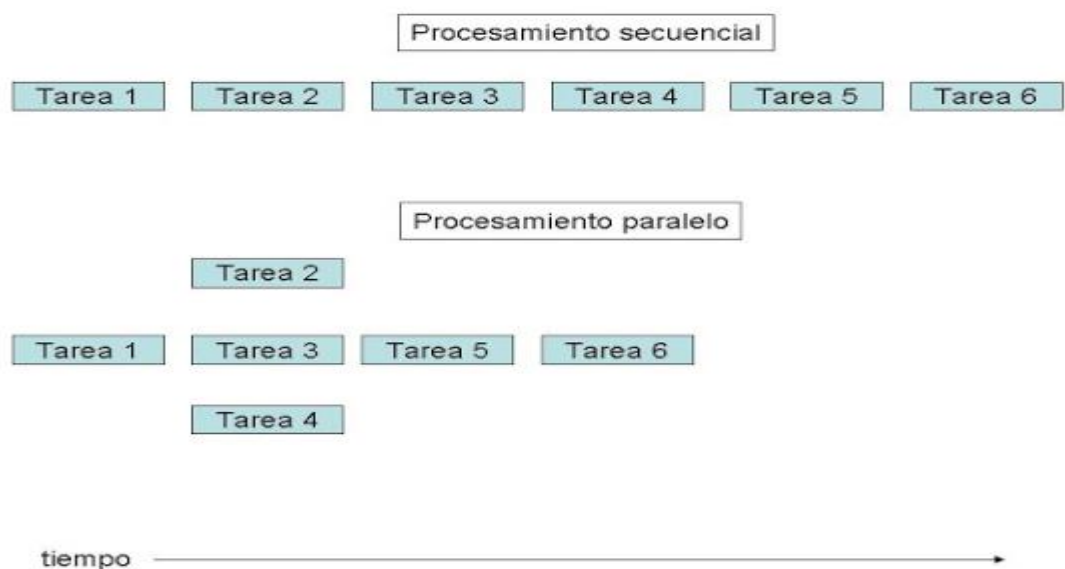 Procesamiento secuencial
Tarea 1 Tarea 2 Tarea 3 Tarea 4 Tarea 5 Tarea 6
Procesamiento paralelo
Tarea 2
Tarea 1 Tarea 3 Tarea 5 Tarea 6
Tarea 4
tiempo